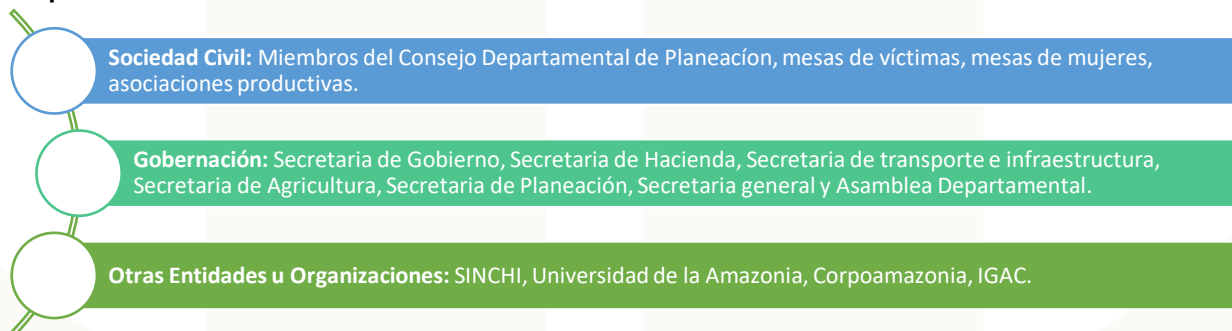 Sociedad Civil: Miembros del Consejo Departamental de Planeacíon, mesas de víctimas, mesas de mujeres,
asociaciones productivas.
Gobernación: Secretaria de Gobierno, Secretaria de Hacienda, Secretaria de transporte e infraestructura,
Secretaria de Agricultura, Secretaria de Planeación, Secretaria general y Asamblea Departamental.
Otras Entidades u Organizaciones: SINCHI, Universidad de la Amazonia, Corpoamazonia, IGAC.